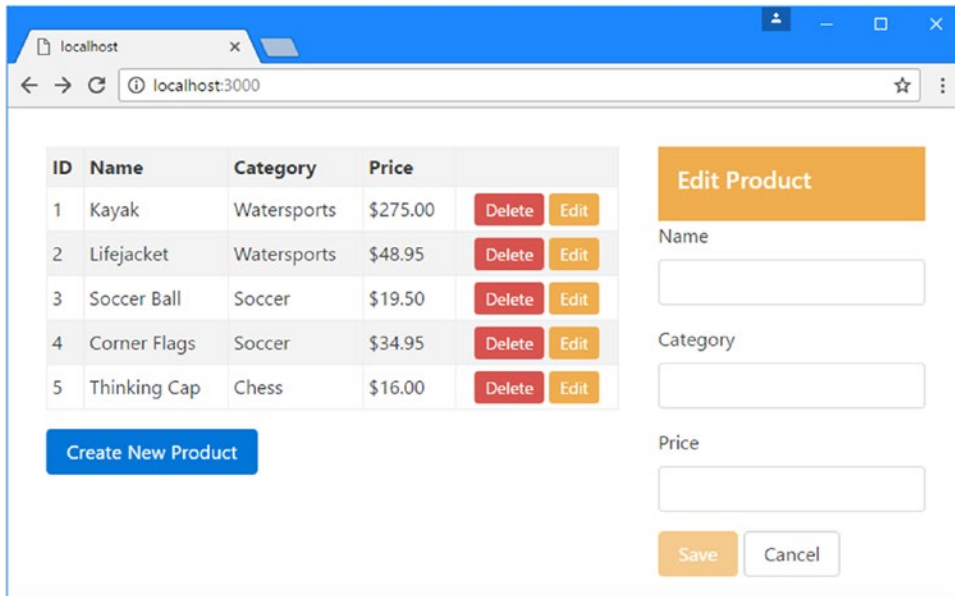 localhost
localhost:3000
ID Name Category Price
1 Kayak Watersports $275.00 Delete Edit
2 Lifejacket Watersports $48.95 Delete Edit
3 Soccer Ball Soccer $19.50 Delete Edit
4 Corner Flags Soccer $34.95 Delete Edit
5 Thinking Cap Chess $16.00 Delete Edit
Create New Product
Edit Product
Name
Category
Price
Save Cancel